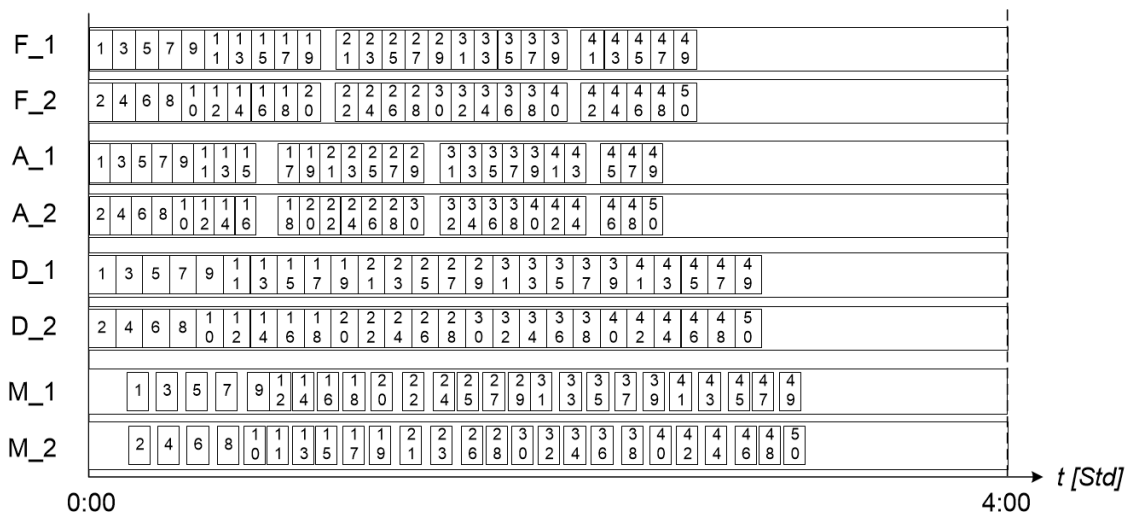 F_1 1 3 5 7 9 11 13 15 17 19 21 23 25 27 29 31 33 35 37 39 41 43 45 47 49
F_2 2 4 6 8 10 12 14 16 18 20 22 24 26 28 30 32 34 36 38 40 42 44 46 48 50
A_1 1 3 5 7 9 11 13 15 17 19 21 23 25 27 29 31 33 35 37 39 41 43 45 47 49
A_2 2 4 6 8 10 12 14 16 18 20 22 24 26 28 30 32 34 36 38 40 42 44 46 48 50
D_1 1 3 5 7 9 11 13 15 17 19 21 23 25 27 29 31 33 35 37 39 41 43 45 47 49
D_2 2 4 6 8 10 12 14 16 18 20 22 24 26 28 30 32 34 36 38 40 42 44 46 48 50
M_1 1 3 5 7 9 12 14 16 18 20 22 24 25 27 29 31 33 35 37 39 41 43 45 47 49
M_2 2 4 6 8 10 11 13 15 17 19 21 23 26 28 30 32 34 36 38 40 42 44 46 48 50
t [Std]
0:00 4:00